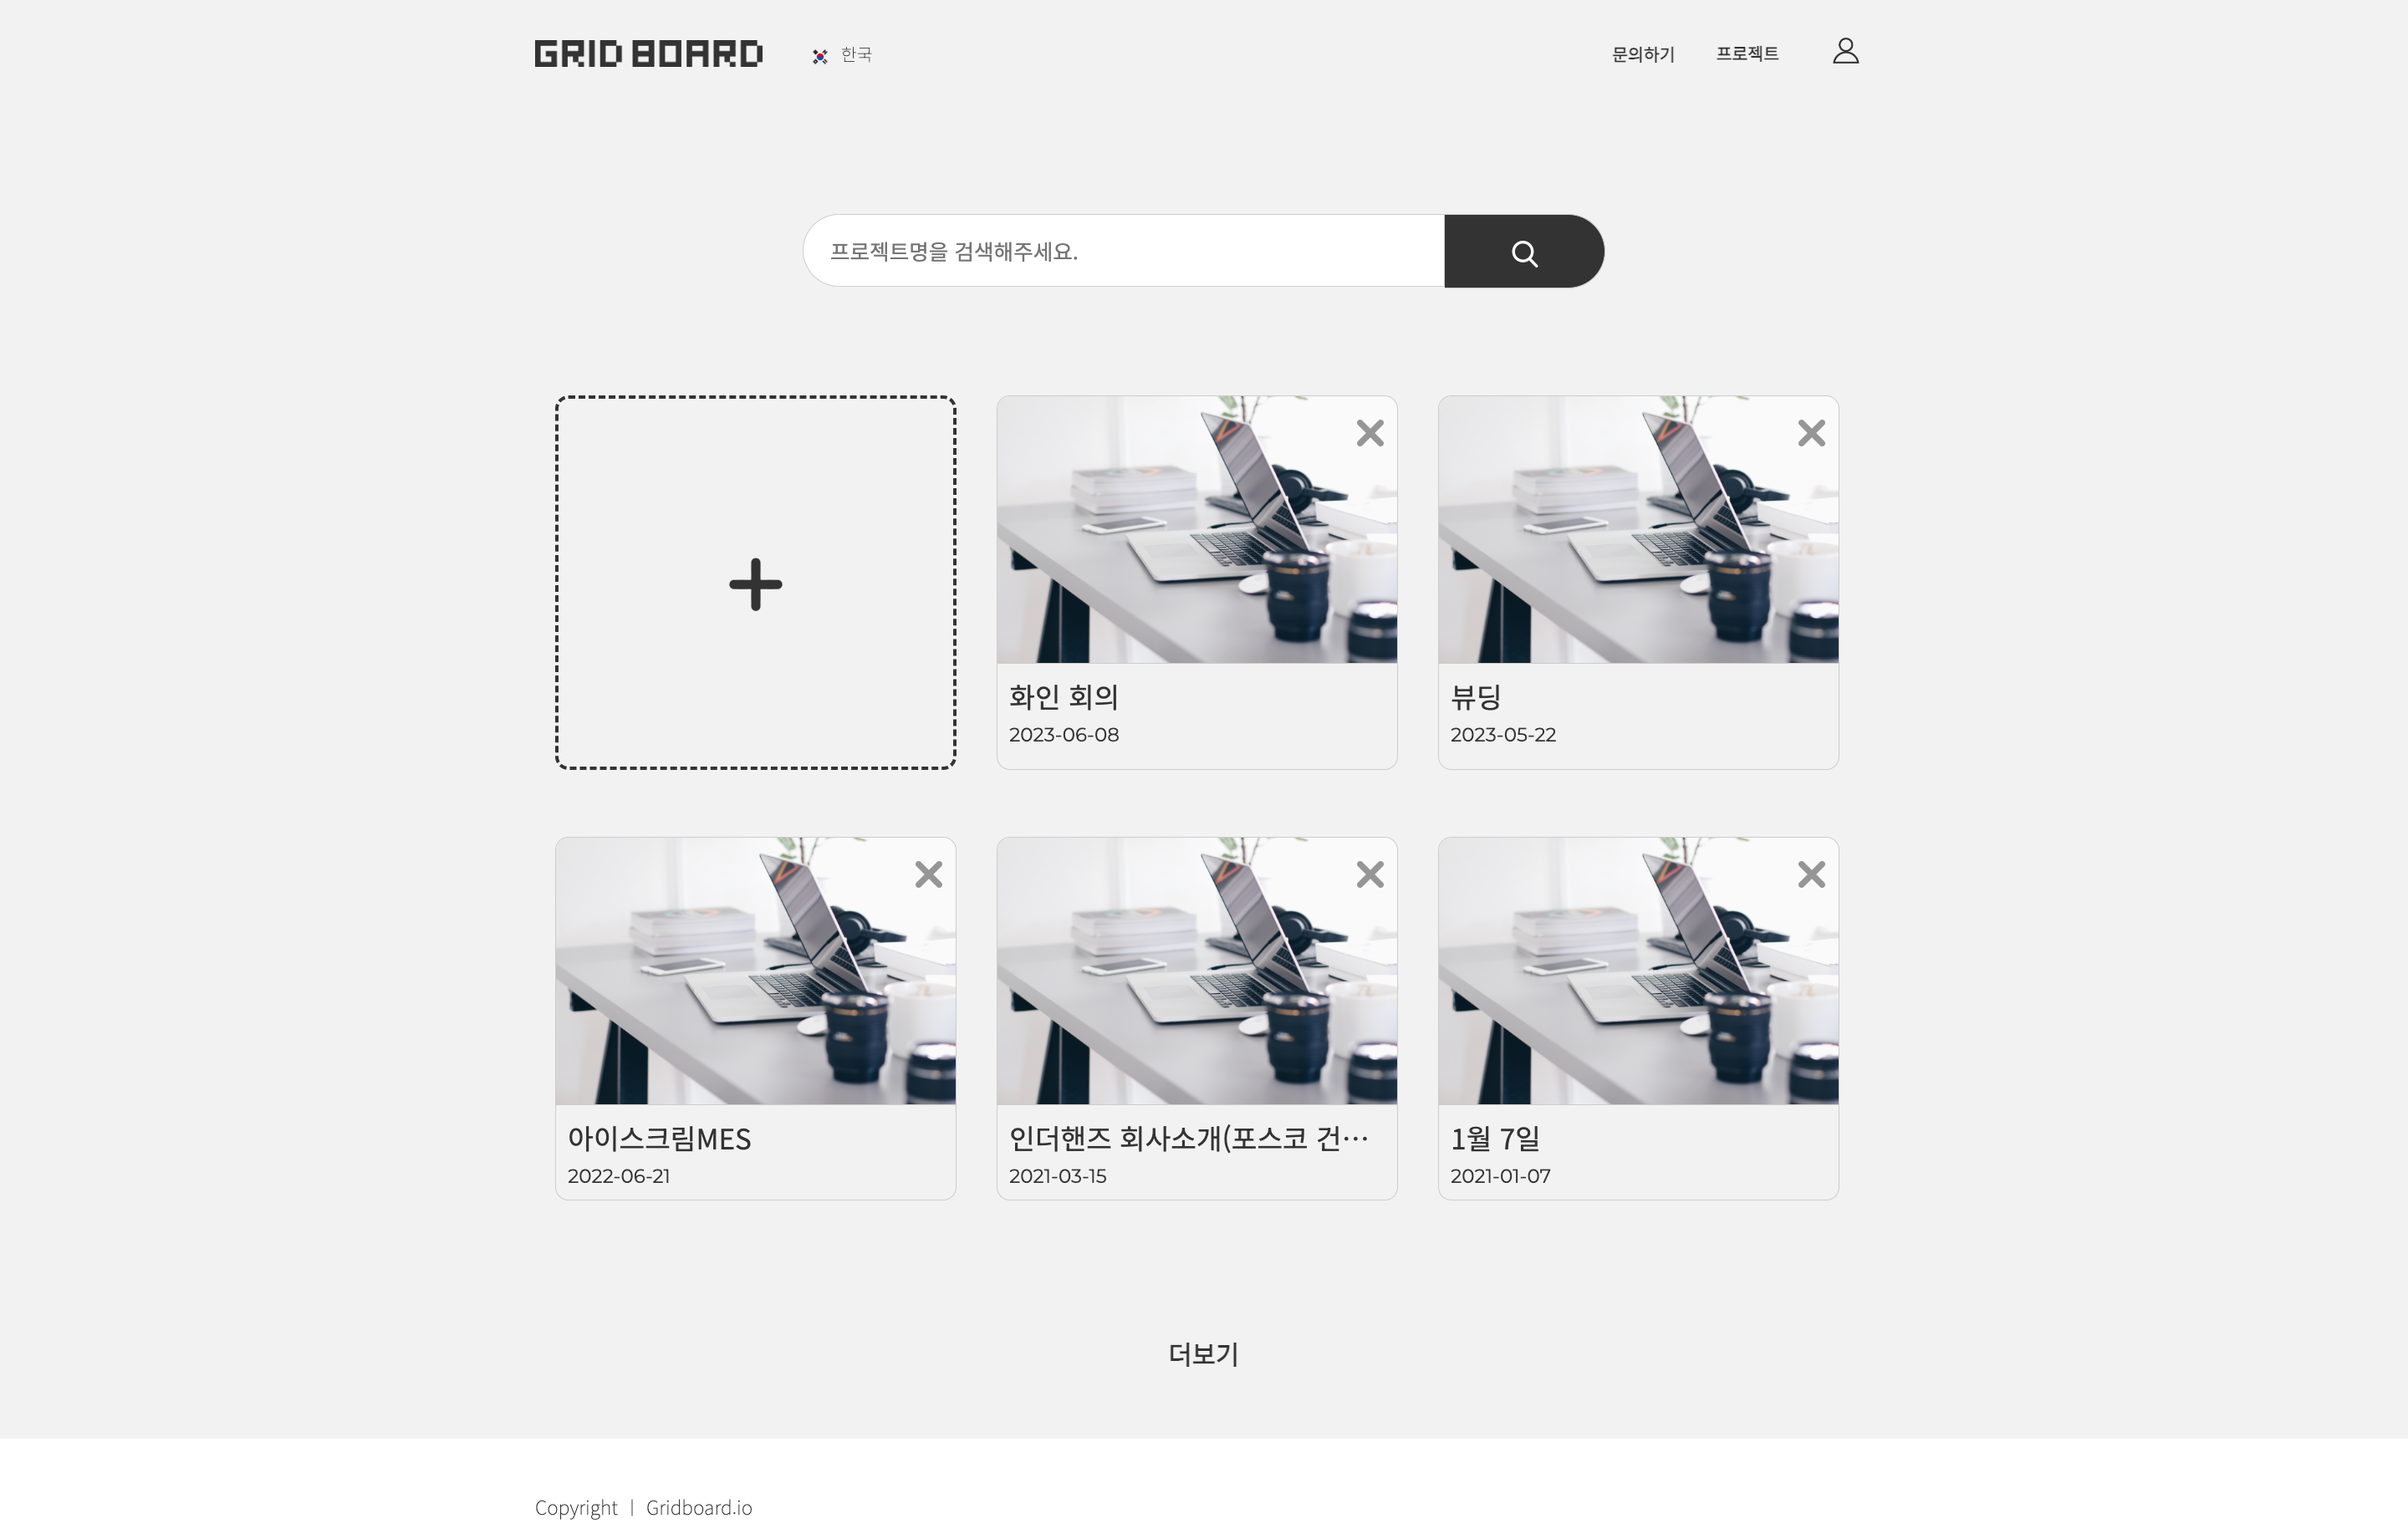 GRID BOARD
한국
문의하기
프로젝트
프로젝트명을 검색해주세요.
화인 회의
2023-06-08
뷰딩
2023-05-22
아이스크림MES
2022-06-21
인더핸즈 회사소개(포스코 건…
2021-03-15
1월 7일
2021-01-07
더보기
Copyright | Gridboard.io